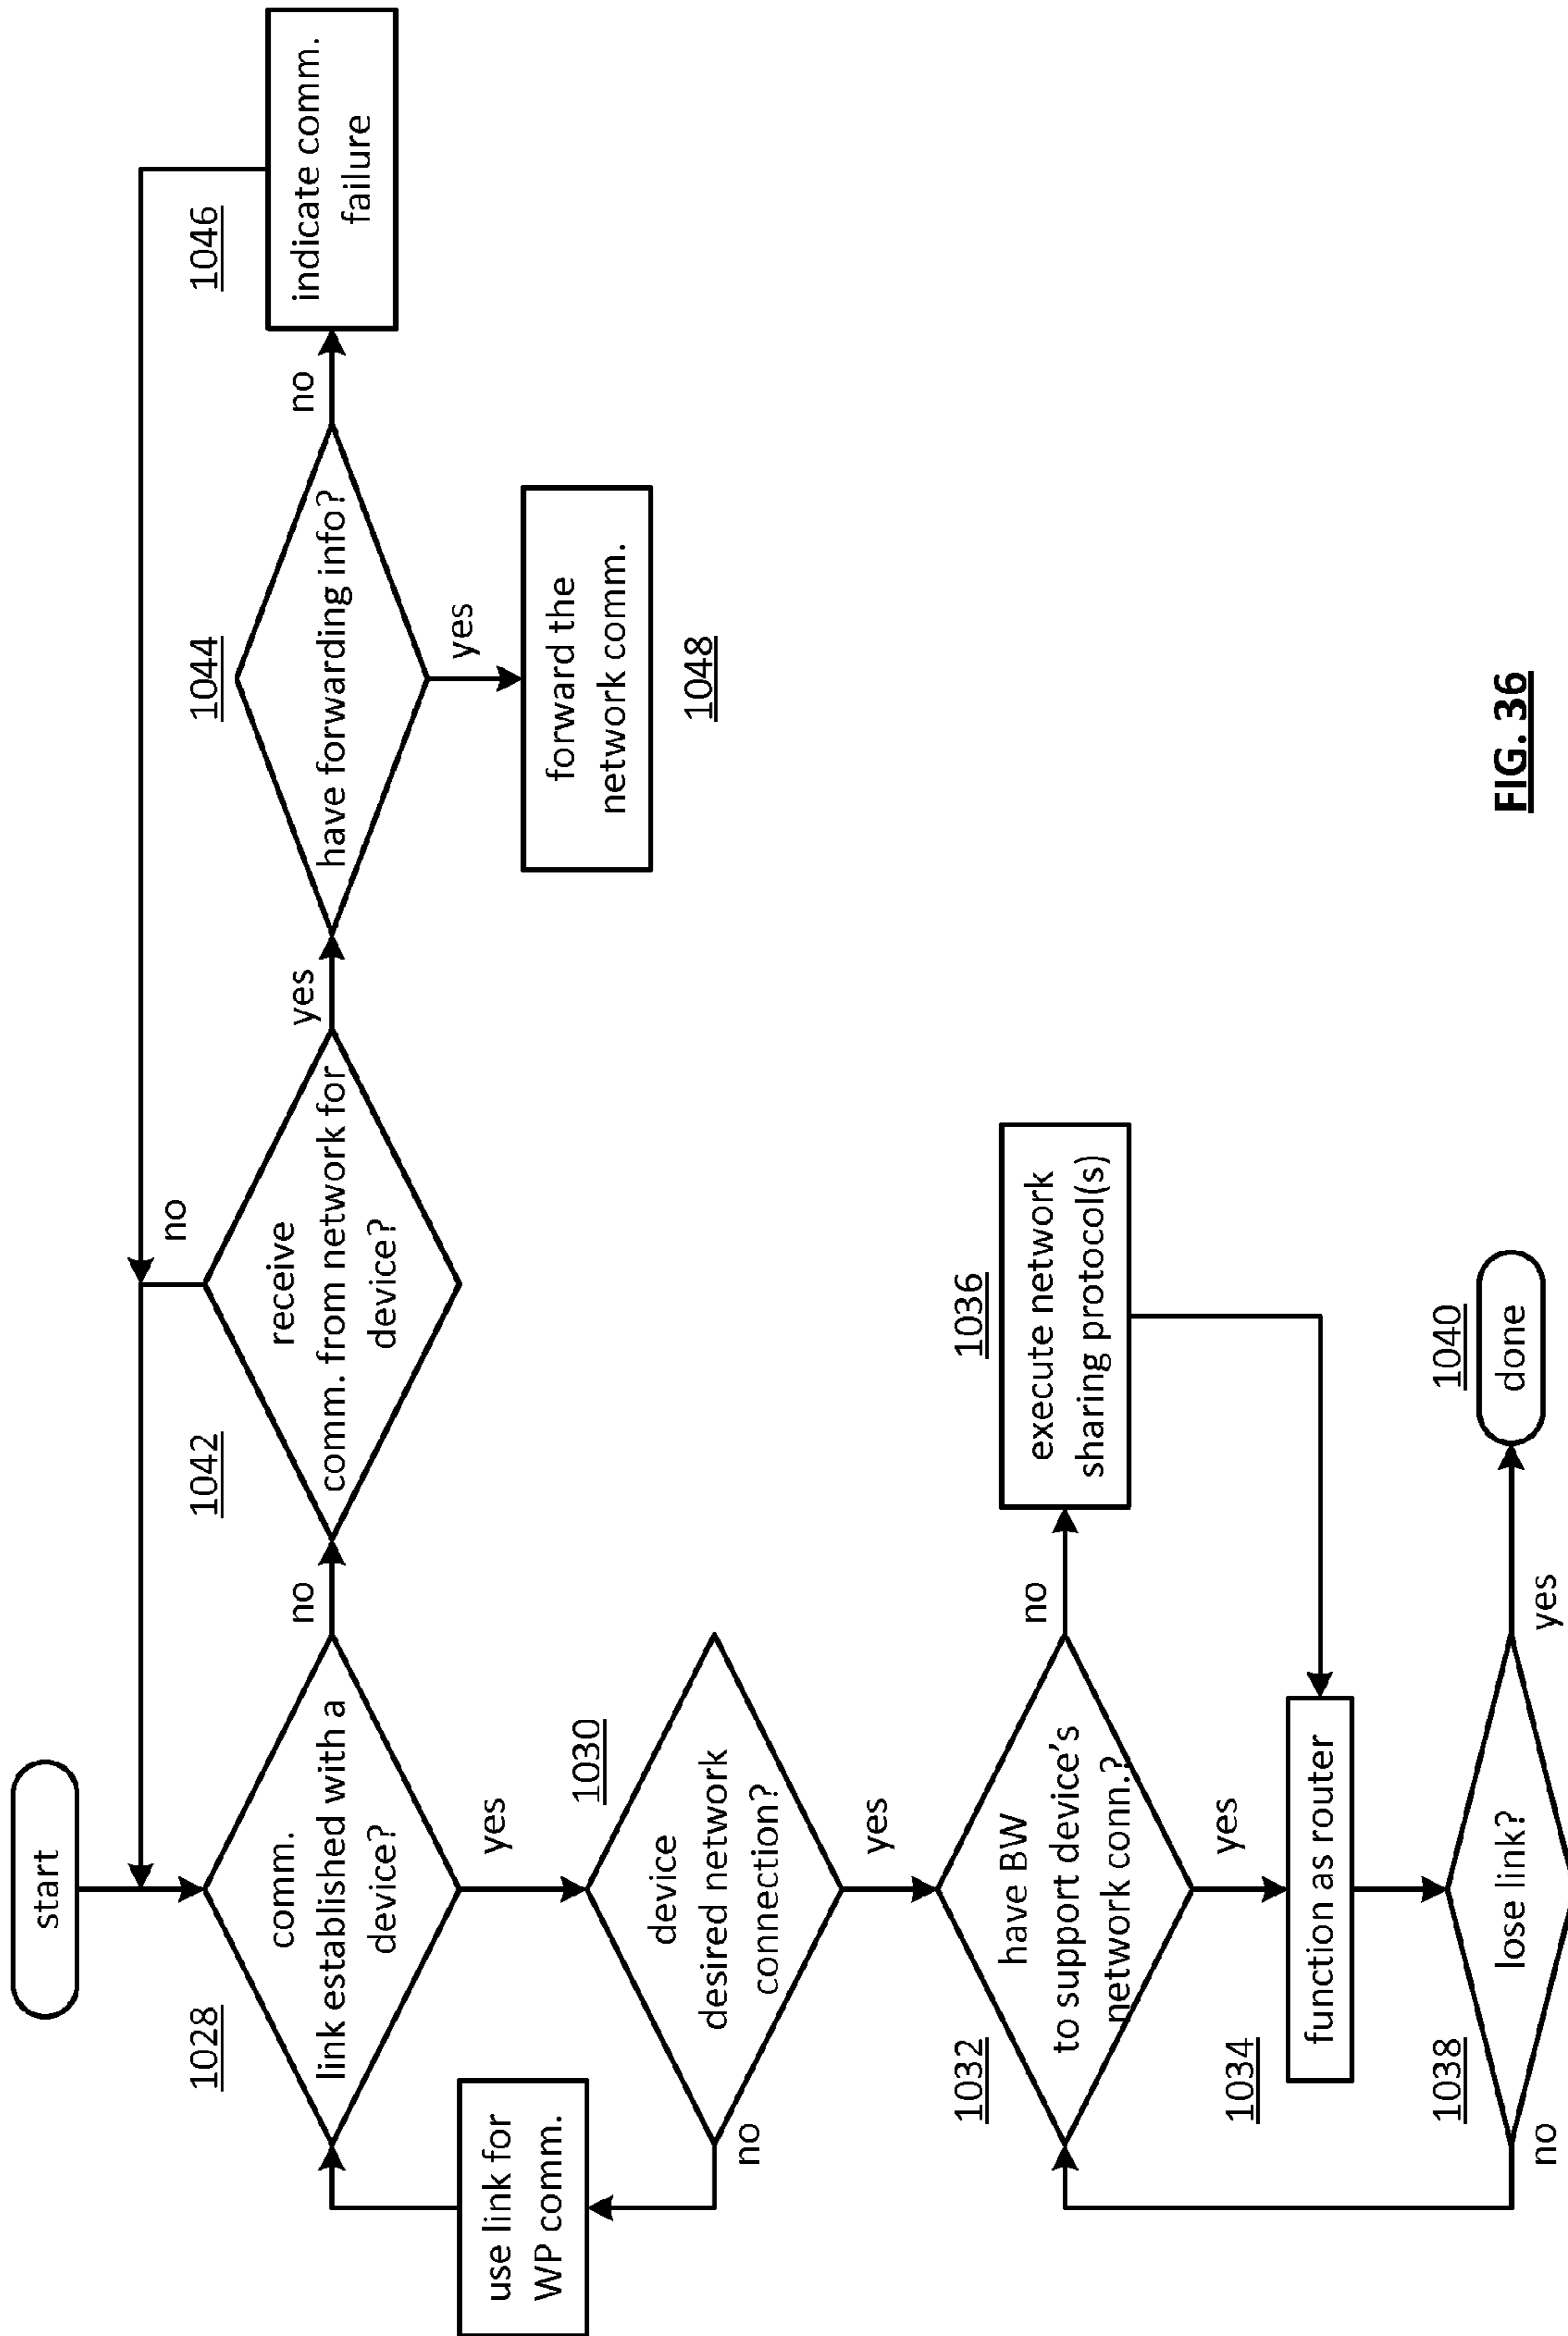 start
1028
comm.
link established with a
device?
no
yes
1042
receive
comm. from network for
device?
no
yes
1044
have forwarding info?
no
yes
1046
indicate comm.
failure
forward the
network comm.
1048
use link for
WP comm.
1030
device
desired network
connection?
no
yes
1032
have BW
to support device's
network conn.?
no
yes
1036
execute network
sharing protocol(s)
1034
function as router
1038
lose link?
no
yes
1040
done
FIG. 36